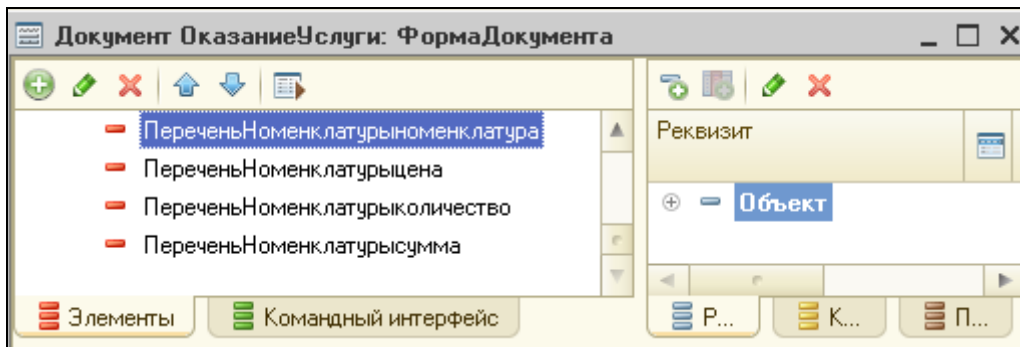 Документ ОказаниеУслуги: ФормаДокумента
ПереченьНоменклатурыноменклатура
ПереченьНоменклатурыцена
ПереченьНоменклатурыколичество
ПереченьНоменклатурысумма
Элементы
Командный интерфейс
Реквизит
Объект
Р...
К...
П...